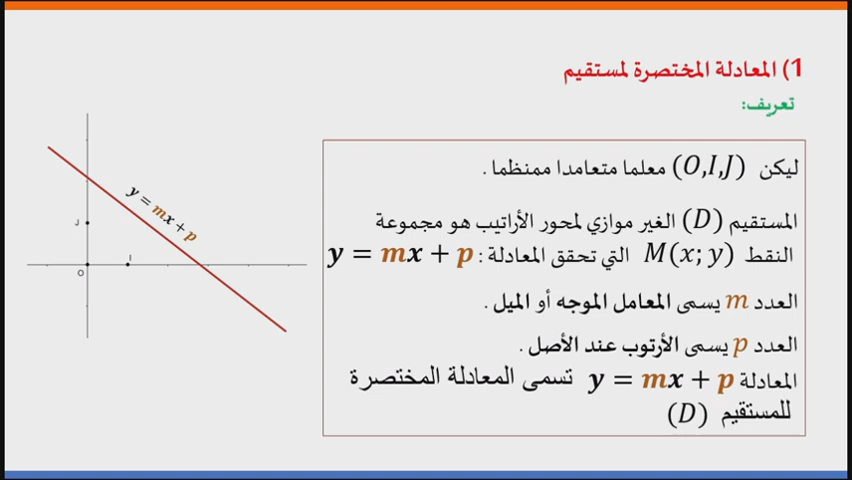 1) المعادلة المختصرة لمستقيم
تعريف:
ليكن (O,I,J) معلما متعامدا ممنظما .
المستقيم (D) الغير موازي لمحور الأراتيب هو مجموعة
النقط M(x; y) التي تحقق المعادلة : y = mx + p
العدد m يسمى المعامل الموجه أو الميل .
العدد p يسمى الأرتوب عند الأصل .
المعادلة y = mx + p تسمى المعادلة المختصرة
للمستقيم (D)
y = mx + p
J
I
O